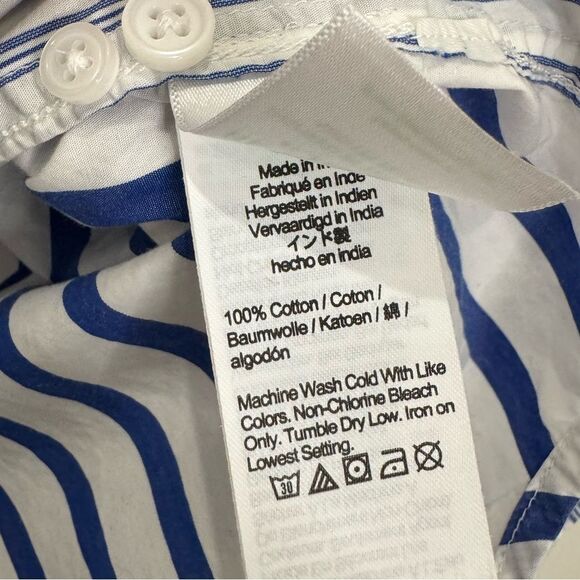 Made in
Fabriqué en Inde
Hergestellt in Indien
Vervaardigd in India
インド製
hecho en india
100% Cotton / Coton /
Baumwolle / Katoen / 綿 /
algodón
Machine Wash Cold With Like
Colors. Non-Chlorine Bleach
Only. Tumble Dry Low. Iron on
Lowest Setting.
30